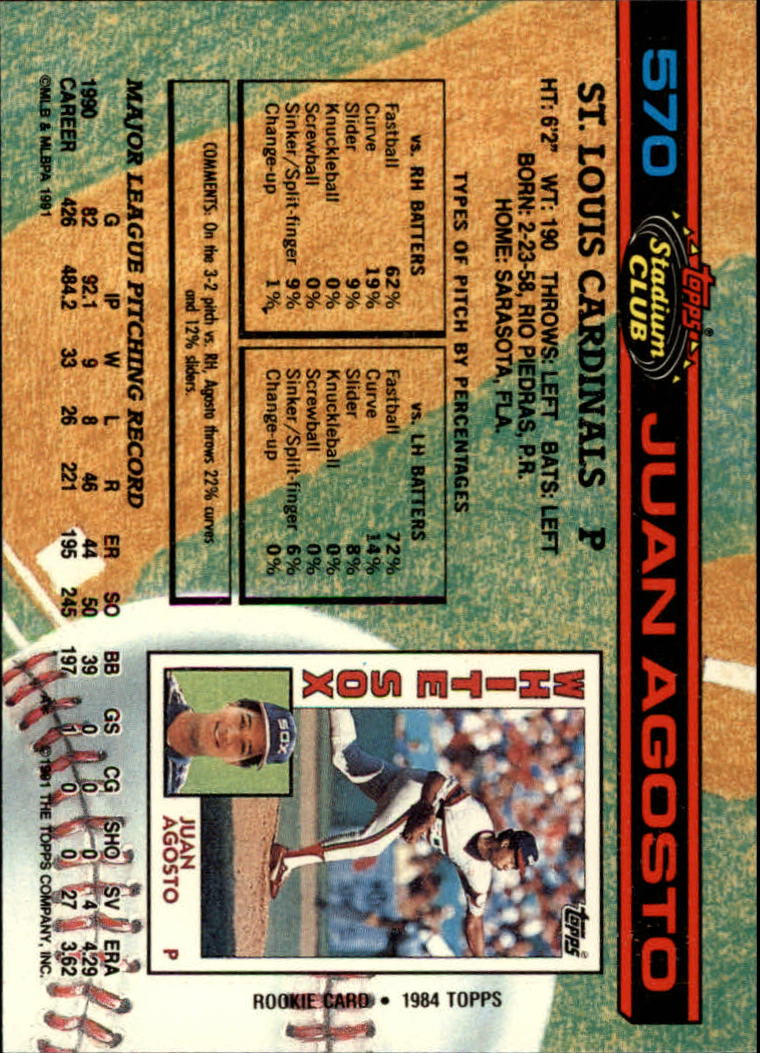 570 Topps® Stadium CLUB JUAN AGOSTO
ST. LOUIS CARDINALS P
HT: 6'2" WT: 190 THROWS: LEFT BATS: LEFT
BORN: 2-23-58, RIO PIEDRAS, P.R.
HOME: SARASOTA, FLA.
TYPES OF PITCH BY PERCENTAGES
vs. RH BATTERS
Fastball 62%
Curve 19%
Slider 9%
Knuckleball 0%
Screwball 0%
Sinker/Split-finger 9%
Change-up 1%
vs. LH BATTERS
Fastball 72%
Curve 14%
Slider 8%
Knuckleball 0%
Screwball 0%
Sinker/Split-finger 6%
Change-up 0%
COMMENTS: On the 3-2 pitch vs. RH, Agosto throws 22% curves
and 12% sliders.
MAJOR LEAGUE PITCHING RECORD
G IP W L R ER SO BB GS CG SHO SV ERA
1990 82 92.1 9 8 46 44 50 39 0 0 0 4 4.29
CAREER 426 484.2 33 26 221 195 245 197 1 0 0 27 3.62
©MLB & MLBPA 1991
©1991 THE TOPPS COMPANY, INC.
WHITE SOX
Topps
SOX
JUAN
AGOSTO P
ROOKIE CARD • 1984 TOPPS